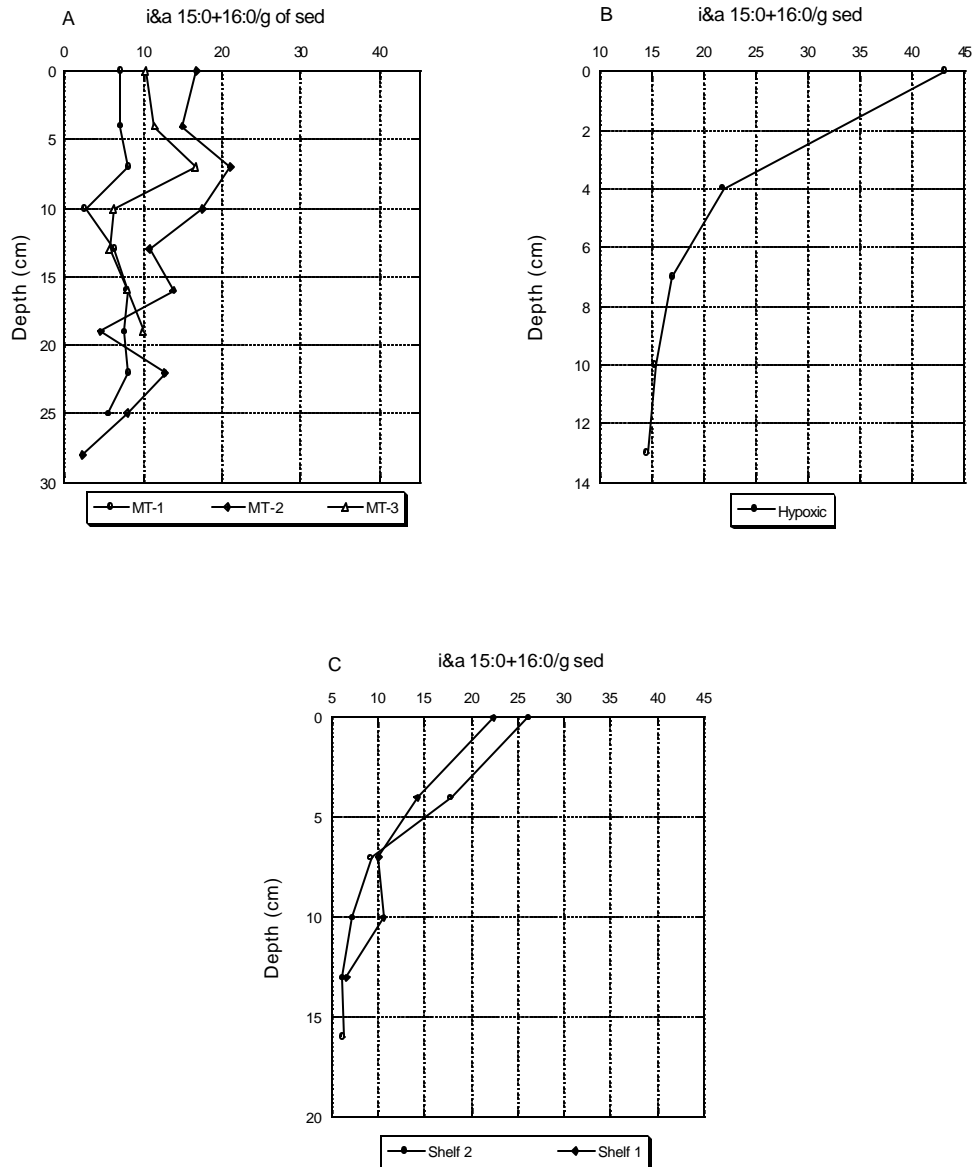 A
i&a 15:0+16:0/g of sed
0 10 20 30 40
0
5
10
15
20
25
30
Depth (cm)
MT-1 MT-2 MT-3
B
i&a 15:0+16:0/g sed
10 15 20 25 30 35 40 45
0
2
4
6
8
10
12
14
Depth (cm)
Hypoxic
C
i&a 15:0+16:0/g sed
5 10 15 20 25 30 35 40 45
0
5
10
15
20
Depth (cm)
Shelf 2 Shelf 1